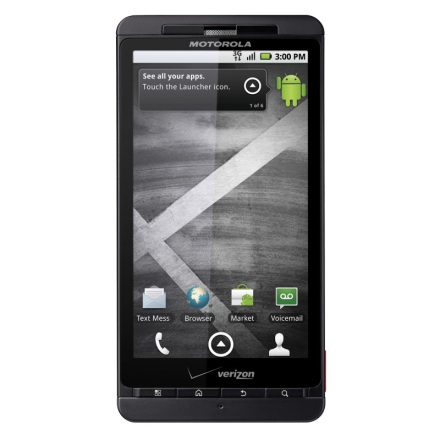 MOTOROLA
3G 3:00 PM
See all your apps.
Touch the Launcher icon.
1 of 6
Text Mess Browser Market Voicemail
verizon